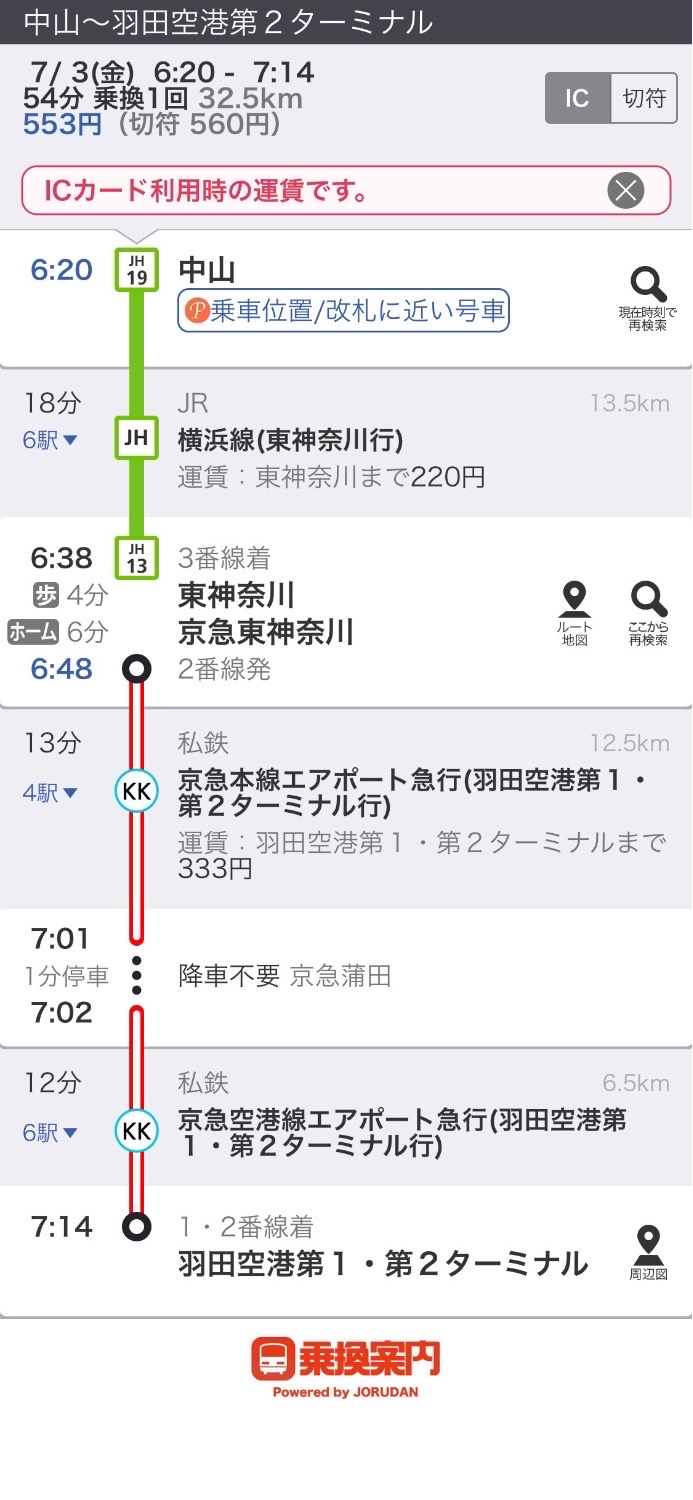 中山～羽田空港第２ターミナル
7/ 3(金) 6:20 - 7:14
54分 乗換1回 32.5km
553円 (切符 560円)
IC 切符
ICカード利用時の運賃です。
6:20 JH 19 中山
P乗車位置/改札に近い号車
現在時刻で
再検索
18分 JR 13.5km
6駅▼ JH 横浜線(東神奈川行)
運賃：東神奈川まで220円
6:38 JH 13 3番線着
歩 4分 東神奈川
ホーム 6分 京急東神奈川
ルート
地図
ここから
再検索
6:48 2番線発
13分 私鉄 12.5km
4駅▼ KK 京急本線エアポート急行(羽田空港第１・
第２ターミナル行)
運賃：羽田空港第１・第２ターミナルまで
333円
7:01
1分停車 降車不要 京急蒲田
7:02
12分 私鉄 6.5km
6駅▼ KK 京急空港線エアポート急行(羽田空港第
１・第２ターミナル行)
7:14 1・2番線着
羽田空港第１・第２ターミナル
周辺図
乗換案内
Powered by JORUDAN